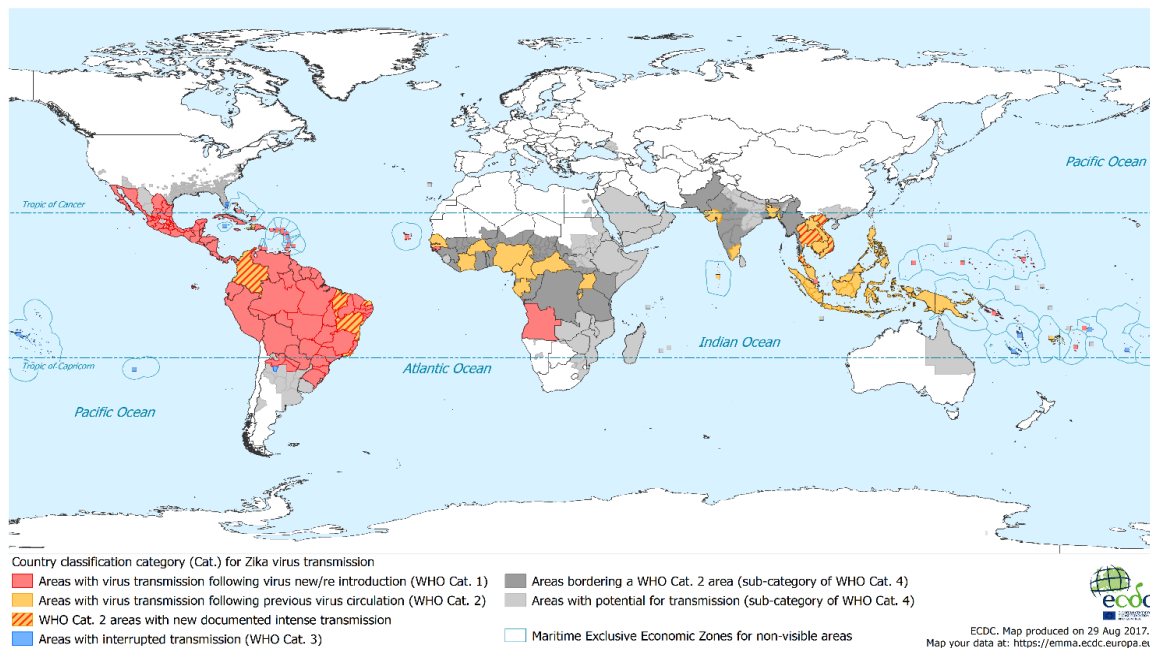 Pacific Ocean
Tropic of Cancer
Indian Ocean
Tropic of Capricorn
Atlantic Ocean
Pacific Ocean
Country classification category (Cat.) for Zika virus transmission
Areas with virus transmission following virus new/re introduction (WHO Cat. 1)
Areas with virus transmission following previous virus circulation (WHO Cat. 2)
WHO Cat. 2 areas with new documented intense transmission
Areas with interrupted transmission (WHO Cat. 3)
Areas bordering a WHO Cat. 2 area (sub-category of WHO Cat. 4)
Areas with potential for transmission (sub-category of WHO Cat. 4)
Maritime Exclusive Economic Zones for non-visible areas
ecdc
ECDC. Map produced on 29 Aug 2017.
Map your data at: https://emma.ecdc.europa.eu